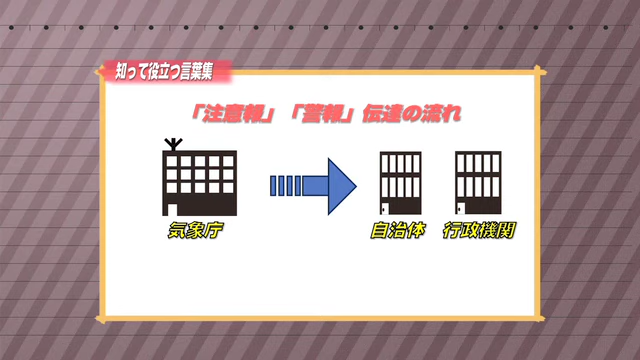 知って役立つ言葉集
「注意報」「警報」伝達の流れ
気象庁
自治体
行政機関